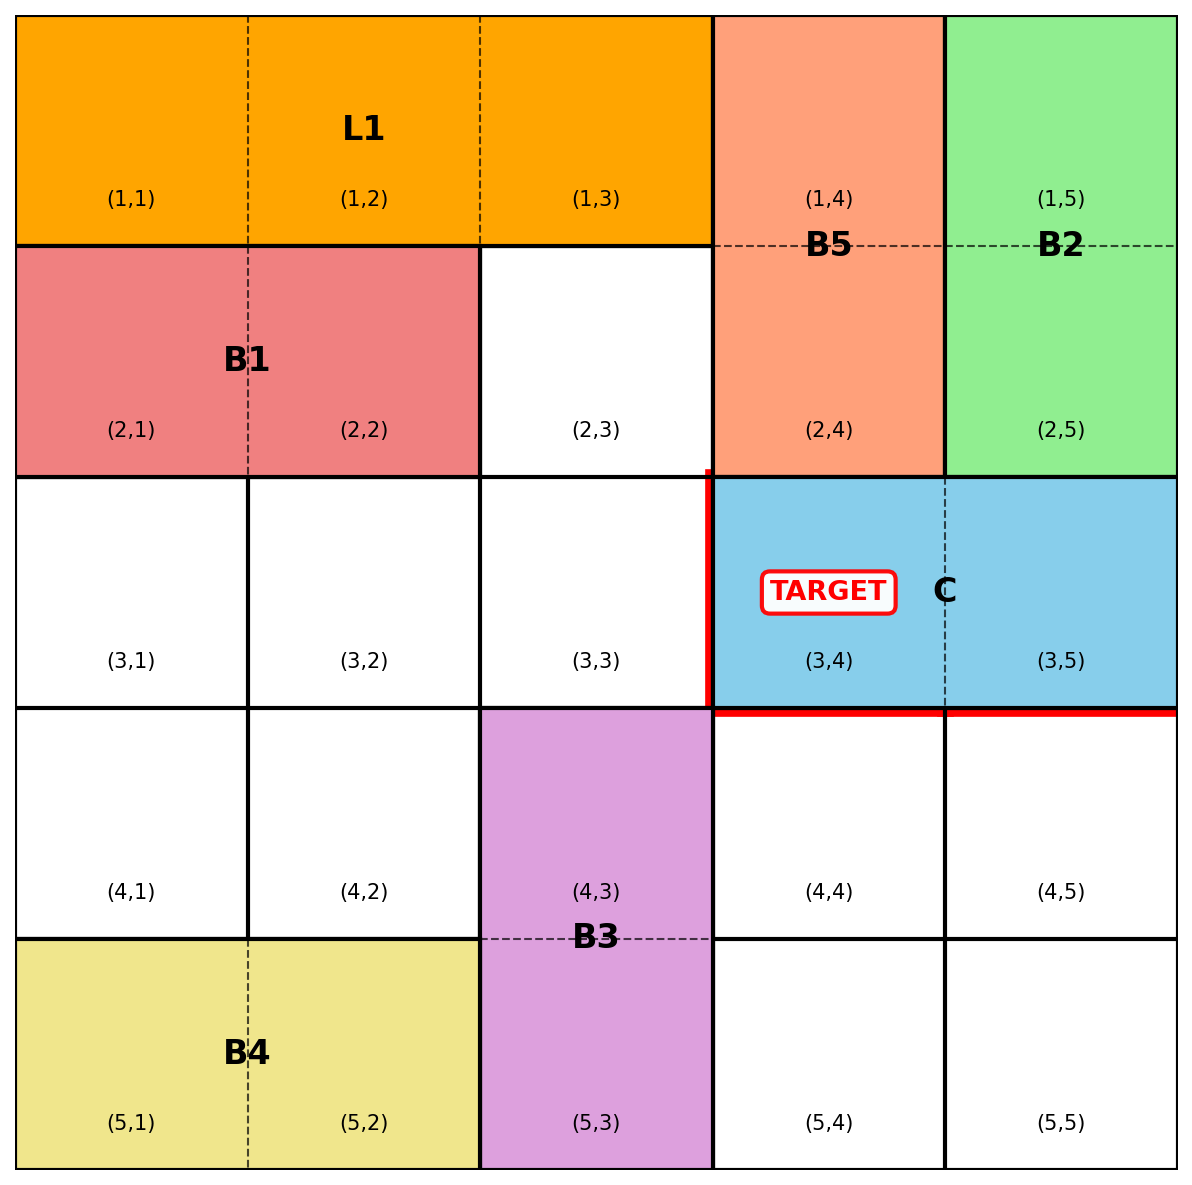 L1
(1,1) (1,2) (1,3) (1,4) (1,5)
B5 B2
B1
(2,1) (2,2) (2,3) (2,4) (2,5)
TARGET C
(3,1) (3,2) (3,3) (3,4) (3,5)
(4,1) (4,2) (4,3) (4,4) (4,5)
B3
B4
(5,1) (5,2) (5,3) (5,4) (5,5)